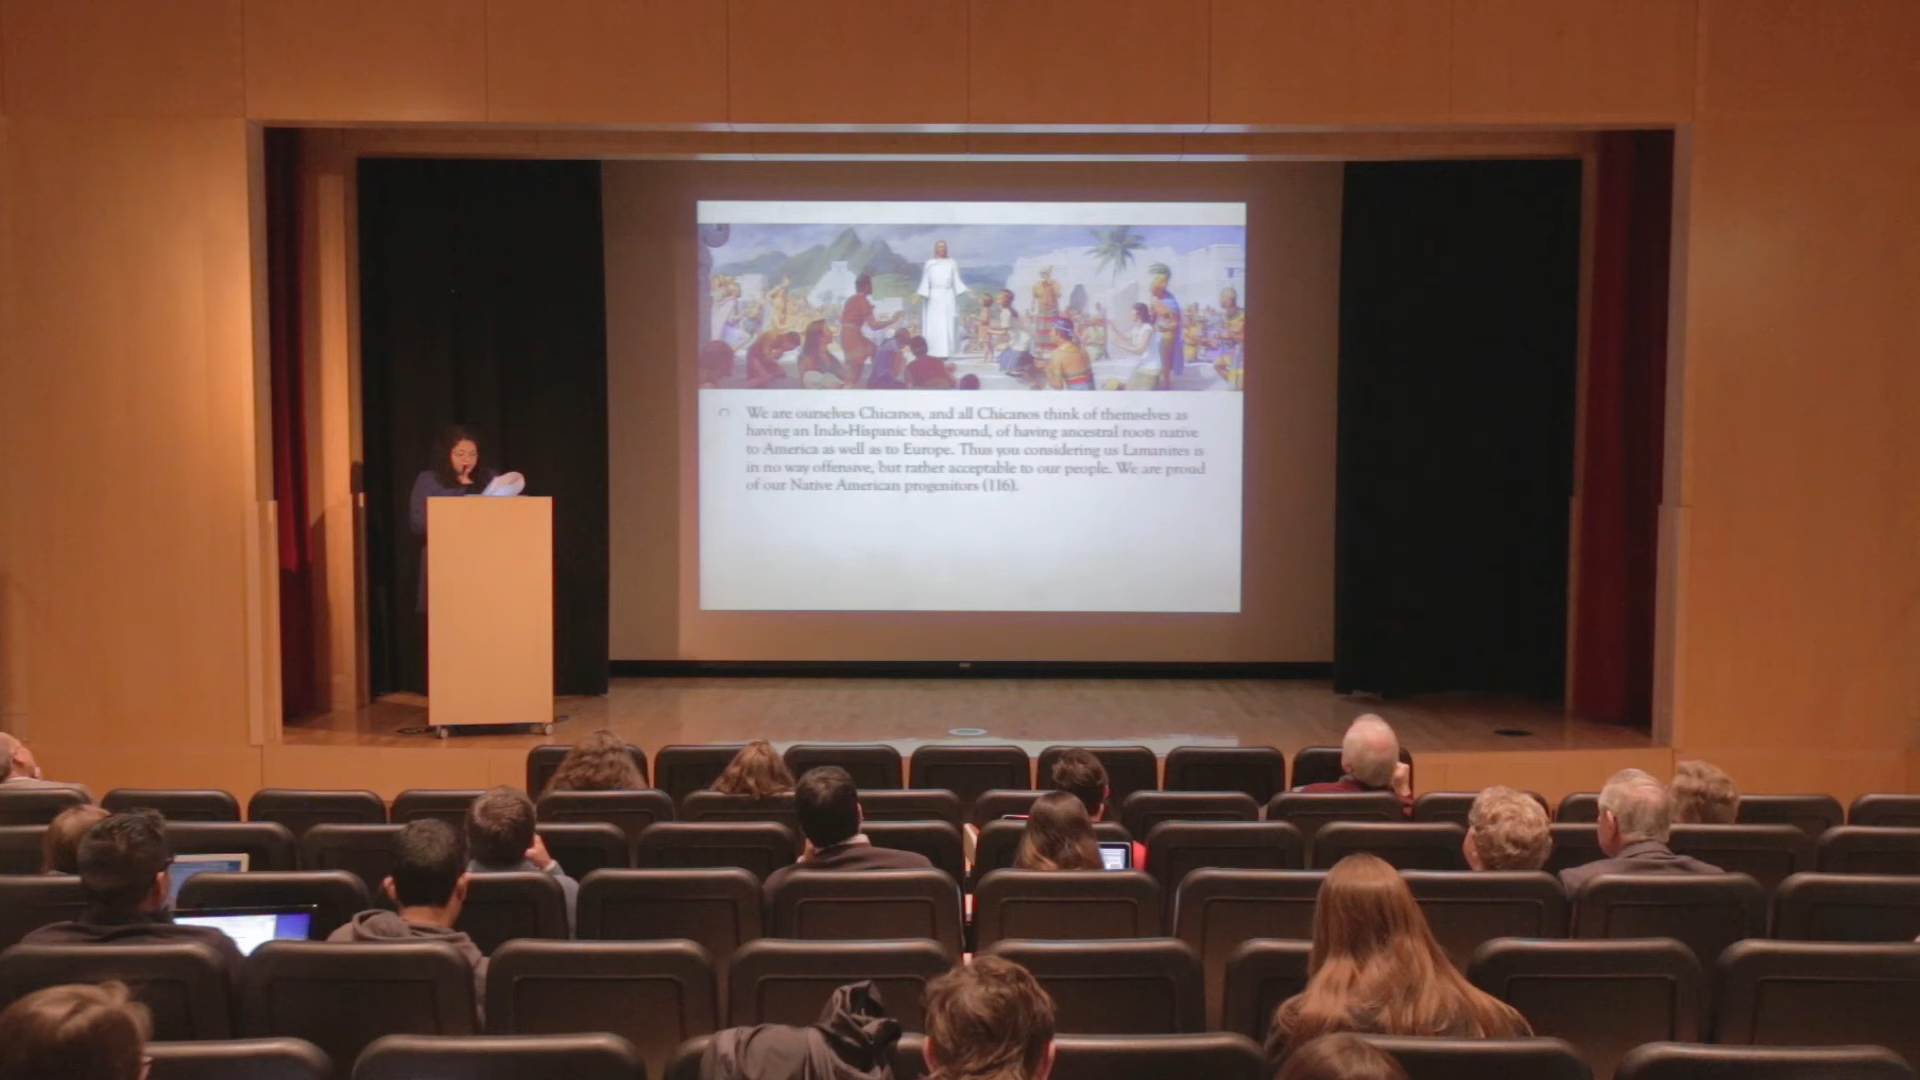 We are ourselves Chicanos, and all Chicanos think of themselves as
having an Indo-Hispanic background, of having ancestral roots native
to America as well as to Europe. Thus you considering us Lamanites is
in no way offensive, but rather acceptable to our people. We are proud
of our Native American progenitors (116).